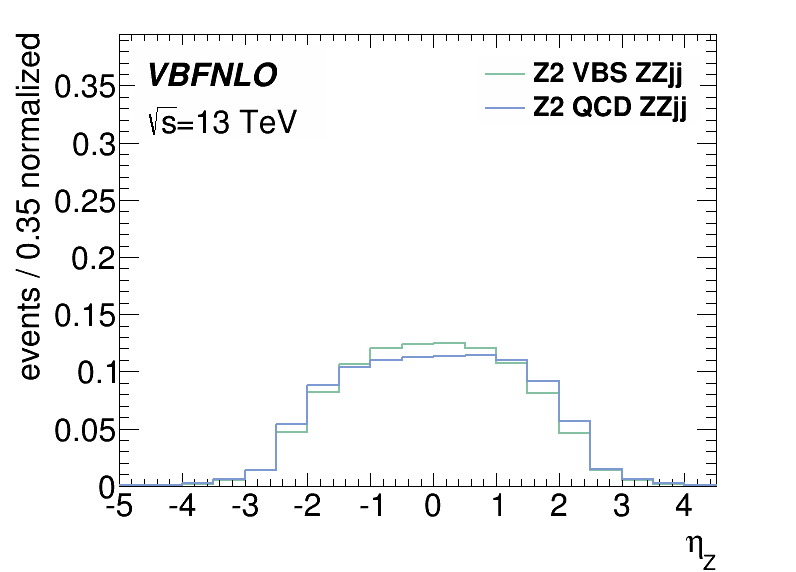 VBFNLO
√s=13 TeV
Z2 VBS ZZjj
Z2 QCD ZZjj
events / 0.35 normalized
0.35
0.3
0.25
0.2
0.15
0.1
0.05
0
-5 -4 -3 -2 -1 0 1 2 3 4
η_Z